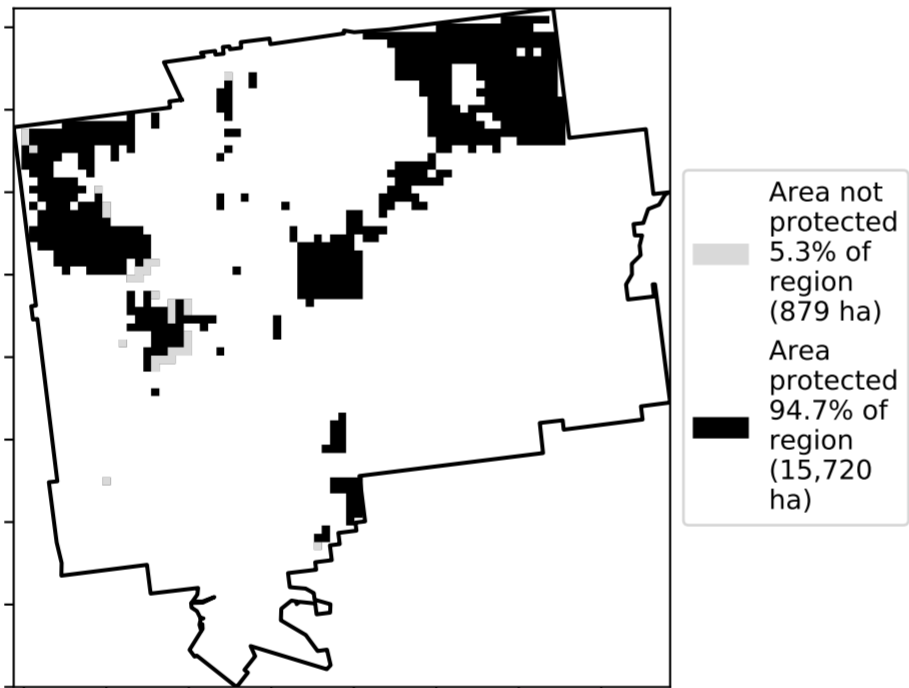 Area not
protected
5.3% of
region
(879 ha)
Area
protected
94.7% of
region
(15,720
ha)